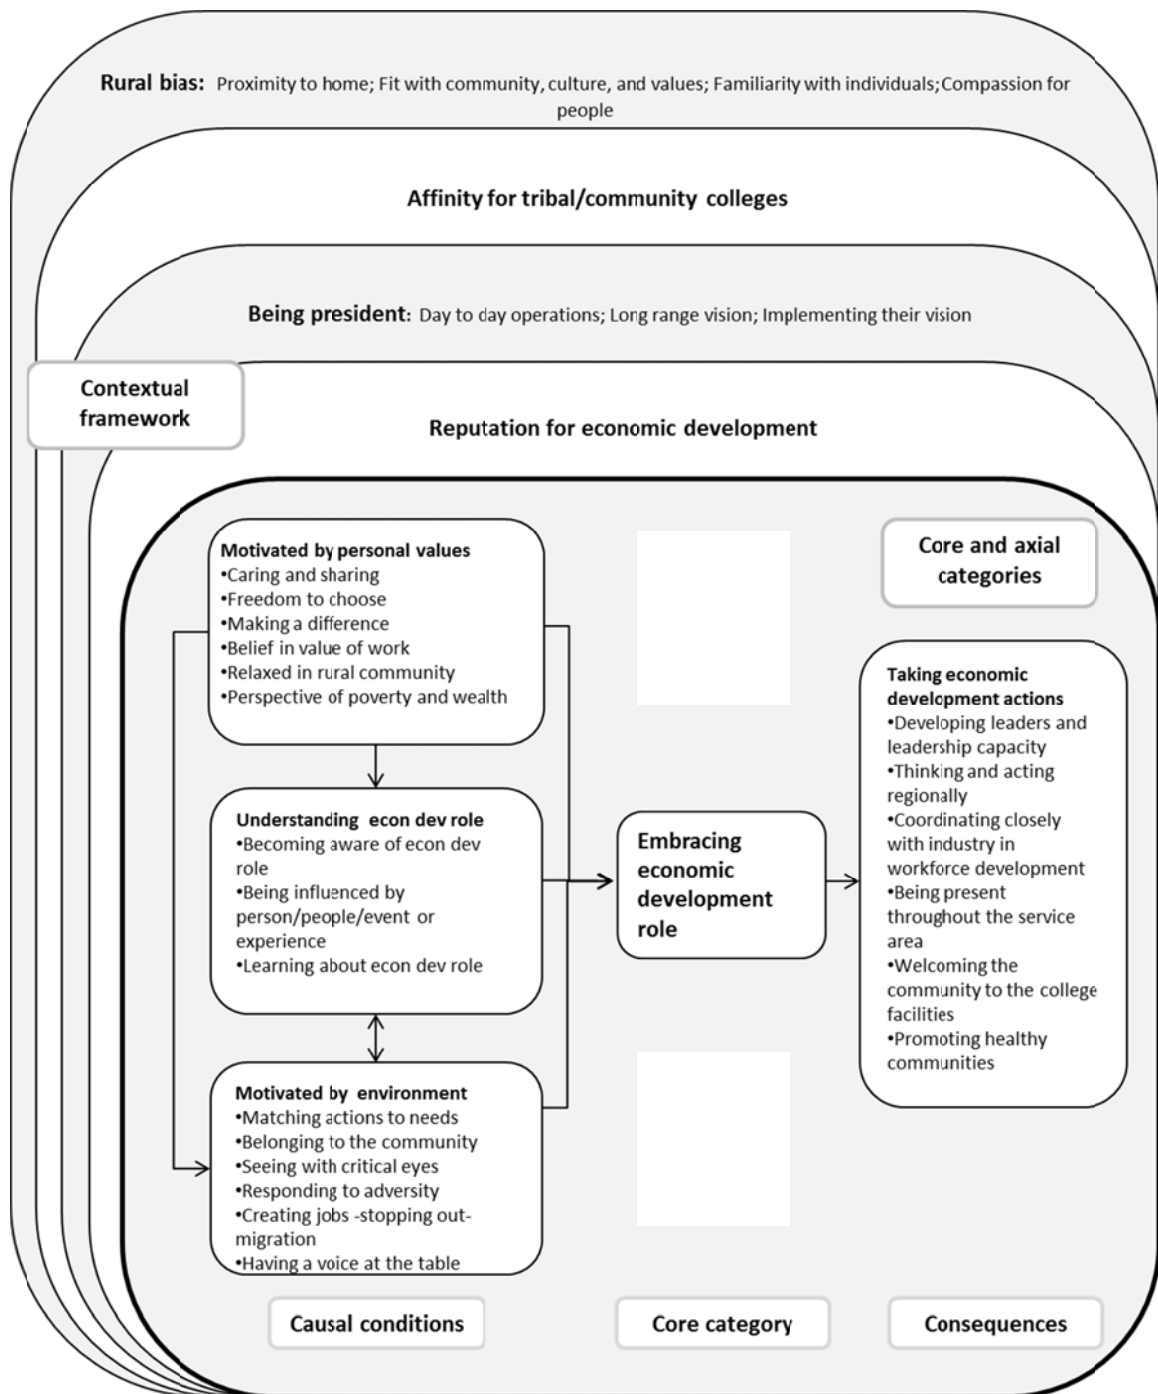 Rural bias: Proximity to home; Fit with community, culture, and values; Familiarity with individuals; Compassion for
people
Affinity for tribal/community colleges
Being president: Day to day operations; Long range vision; Implementing their vision
Contextual
framework
Reputation for economic development
Motivated by personal values
•Caring and sharing
•Freedom to choose
•Making a difference
•Belief in value of work
•Relaxed in rural community
•Perspective of poverty and wealth
Understanding econ dev role
•Becoming aware of econ dev
role
•Being influenced by
person/people/event or
experience
•Learning about econ dev role
Motivated by environment
•Matching actions to needs
•Belonging to the community
•Seeing with critical eyes
•Responding to adversity
•Creating jobs -stopping out-
migration
•Having a voice at the table
Causal conditions
Embracing
economic
development
role
Core category
Core and axial
categories
Taking economic
development actions
•Developing leaders and
leadership capacity
•Thinking and acting
regionally
•Coordinating closely
with industry in
workforce development
•Being present
throughout the service
area
•Welcoming the
community to the college
facilities
•Promoting healthy
communities
Consequences